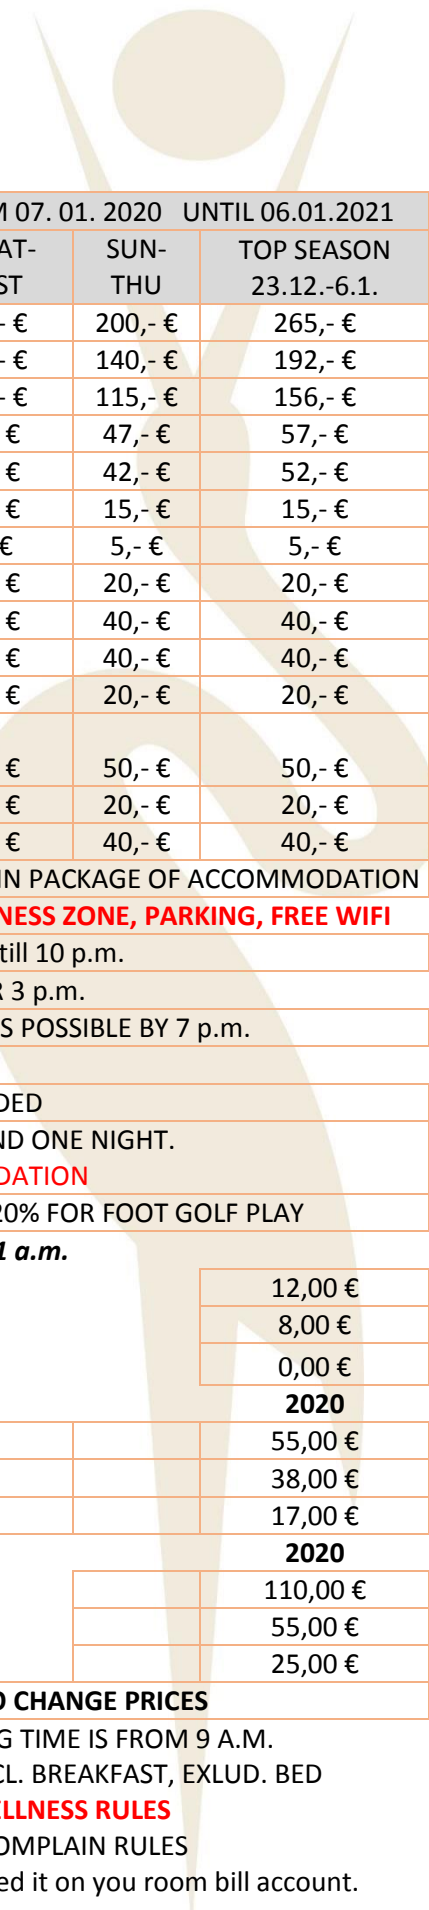 M 07. 01. 2020 UNTIL 06.01.2021
AT- SUN- TOP SEASON
ST THU 23.12.-6.1.
- € 200,- € 265,- €
- € 140,- € 192,- €
- € 115,- € 156,- €
€ 47,- € 57,- €
€ 42,- € 52,- €
€ 15,- € 15,- €
€ 5,- € 5,- €
€ 20,- € 20,- €
€ 40,- € 40,- €
€ 40,- € 40,- €
€ 20,- € 20,- €
€ 50,- € 50,- €
€ 20,- € 20,- €
€ 40,- € 40,- €
IN PACKAGE OF ACCOMMODATION
NESS ZONE, PARKING, FREE WIFI
till 10 p.m.
R 3 p.m.
S POSSIBLE BY 7 p.m.
DED
ND ONE NIGHT.
DATION
20% FOR FOOT GOLF PLAY
1 a.m.
12,00 €
8,00 €
0,00 €
2020
55,00 €
38,00 €
17,00 €
2020
110,00 €
55,00 €
25,00 €
O CHANGE PRICES
G TIME IS FROM 9 A.M.
CL. BREAKFAST, EXLUD. BED
ELLNESS RULES
OMPLAIN RULES
ed it on you room bill account.